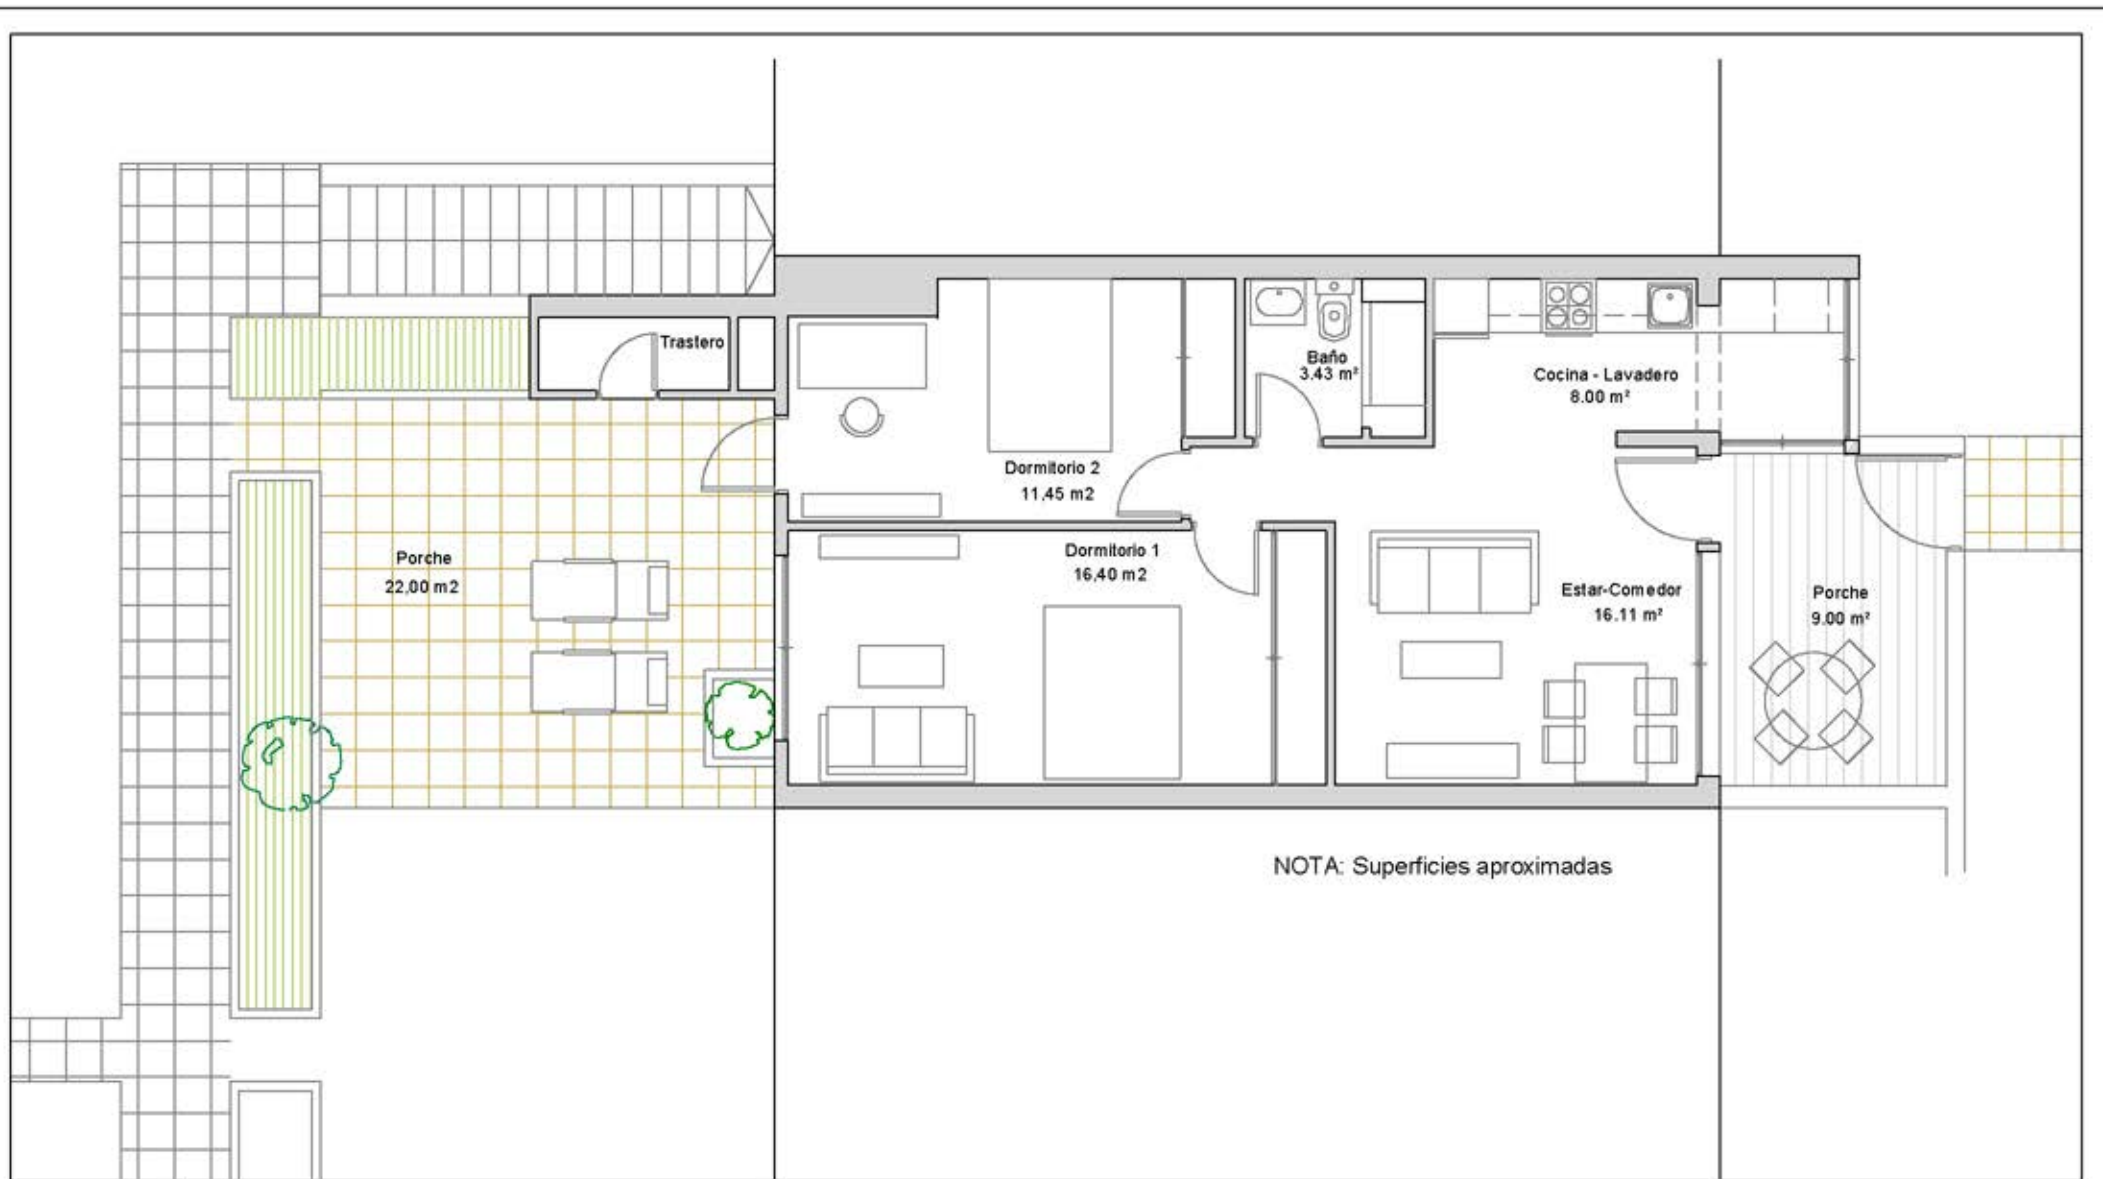 Trastero
Baño
3.43 m²
Cocina - Lavadero
8.00 m²
Dormitorio 2
11,45 m2
Porche
22,00 m2
Dormitorio 1
16,40 m2
Estar-Comedor
16.11 m²
Porche
9.00 m²
NOTA: Superficies aproximadas